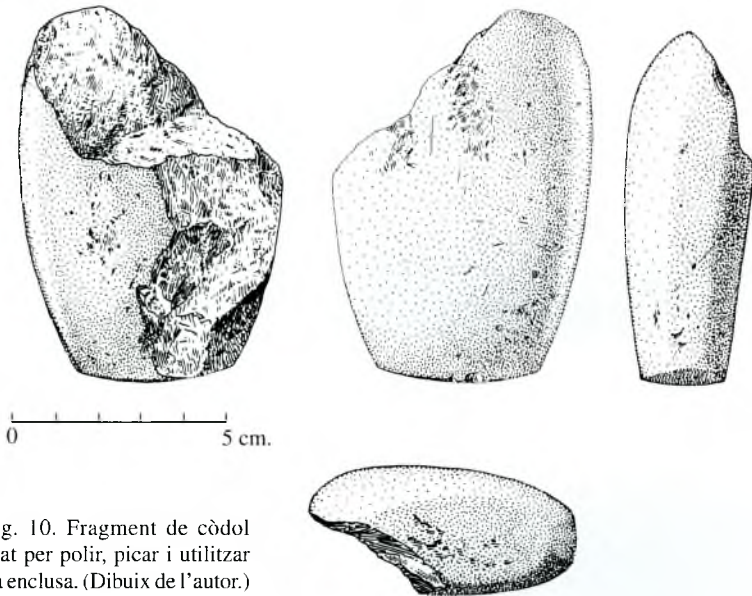 0 5 cm.
g. 10. Fragment de còdol
at per polir, picar i utilitzar
a enclusa. (Dibuix de l'autor.)